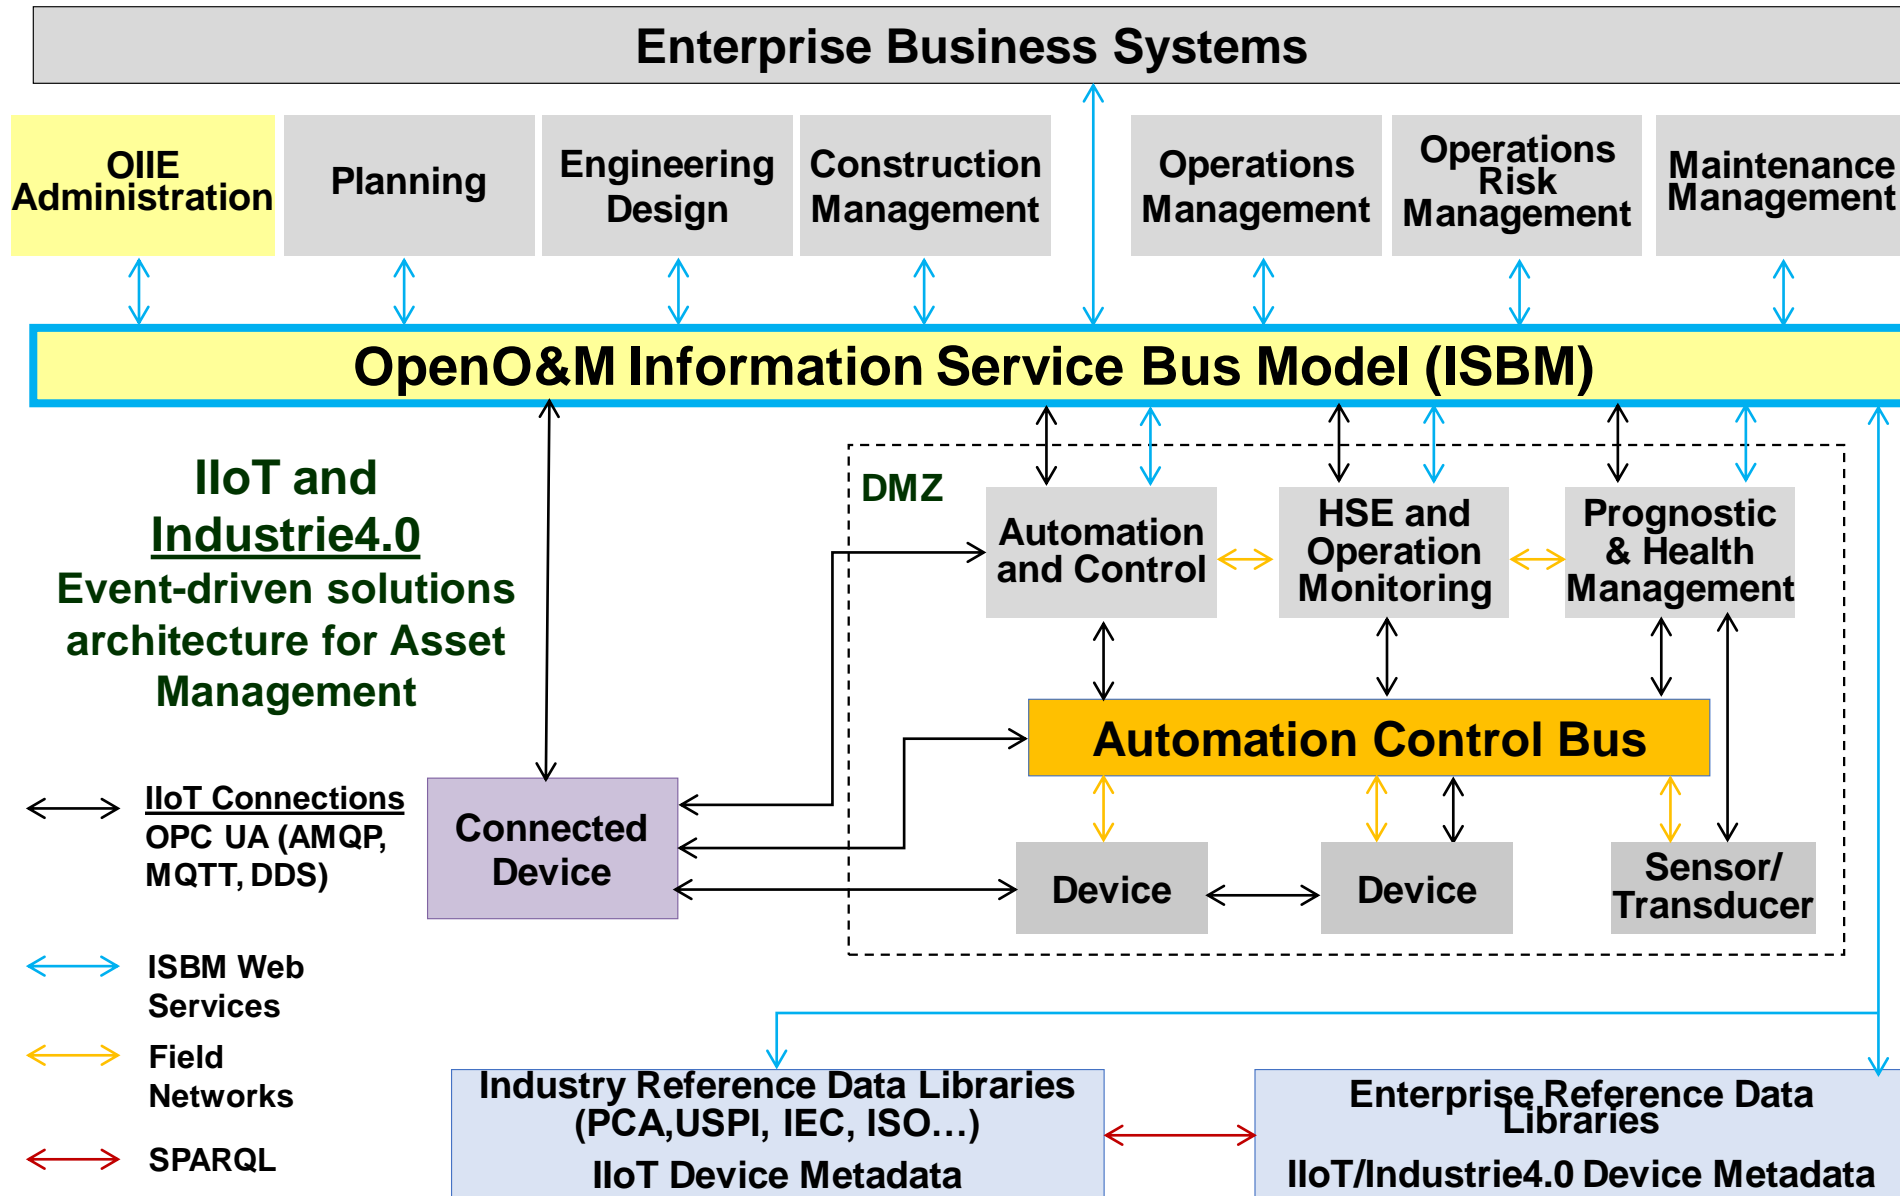 Enterprise Business Systems
OIIE
Administration
Planning
Engineering
Design
Construction
Management
Operations
Management
Operations
Risk
Management
Maintenance
Management
OpenO&M Information Service Bus Model (ISBM)
IIoT and
Industrie4.0
Event-driven solutions
architecture for Asset
Management
DMZ
Automation
and Control
HSE and
Operation
Monitoring
Prognostic
& Health
Management
Automation Control Bus
Connected
Device
Device
Device
Sensor/
Transducer
IIoT Connections
OPC UA (AMQP,
MQTT, DDS)
ISBM Web
Services
Field
Networks
SPARQL
Industry Reference Data Libraries
(PCA,USPI, IEC, ISO…)
IIoT Device Metadata
Enterprise Reference Data
Libraries
IIoT/Industrie4.0 Device Metadata